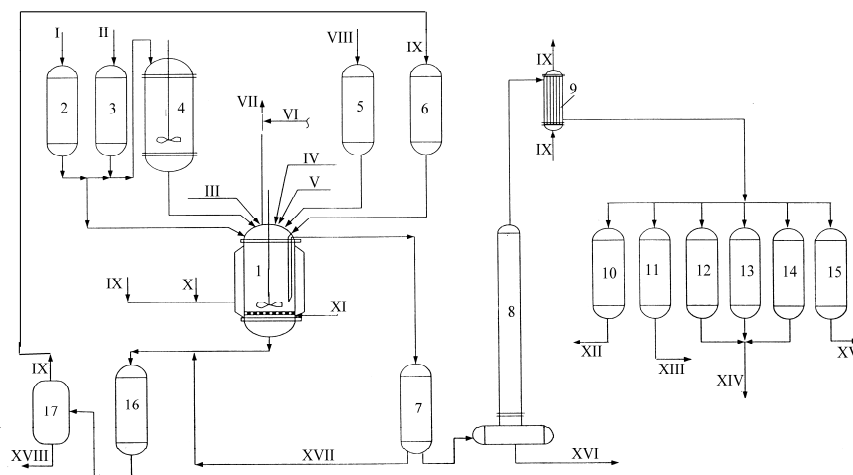 I II VIII IX IX
2 3 4 5 6 9
VII VI
IX
IV
III V
1 10 11 12 13 14 15
IX X XI 8
XII XIII XIV
IX 17 16 7
XVIII XVII XVI